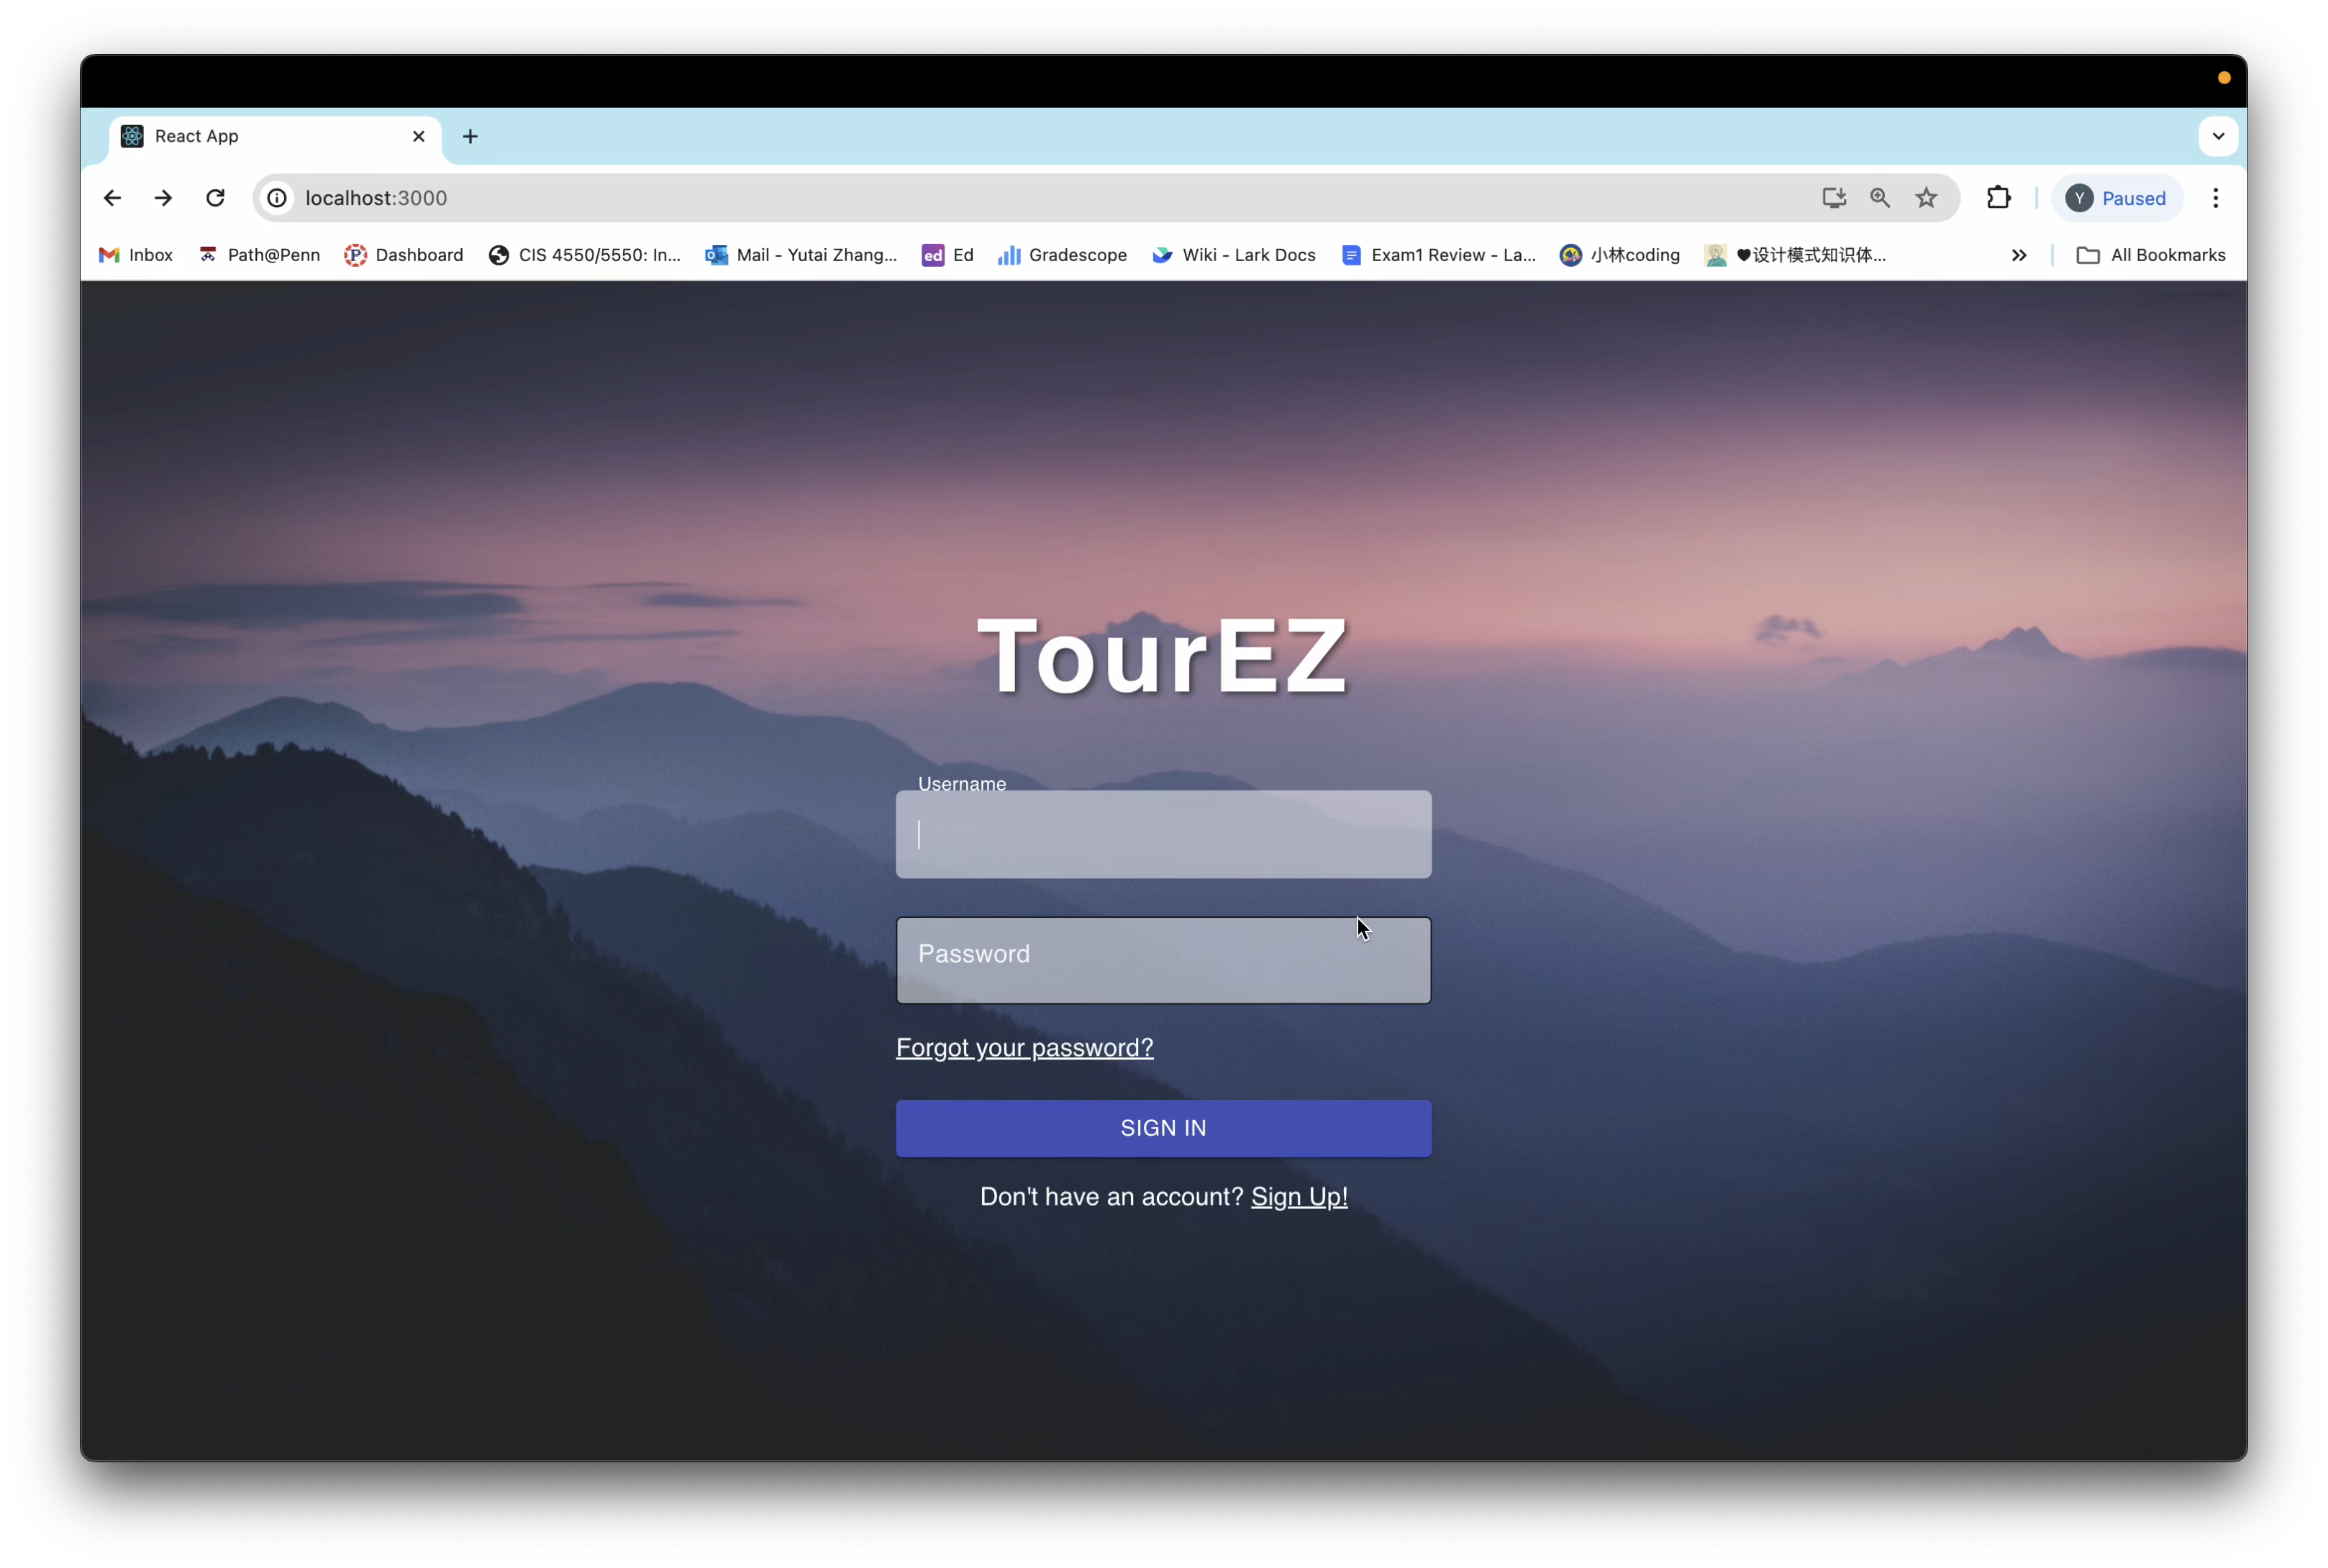 React App
localhost:3000
Y Paused
Inbox Path@Penn Dashboard CIS 4550/5550: In... Mail - Yutai Zhang... ed Ed Gradescope Wiki - Lark Docs Exam1 Review - La... 小林coding ♥设计模式知识体... » All Bookmarks
TourEZ
Username
Password
Forgot your password?
SIGN IN
Don't have an account? Sign Up!